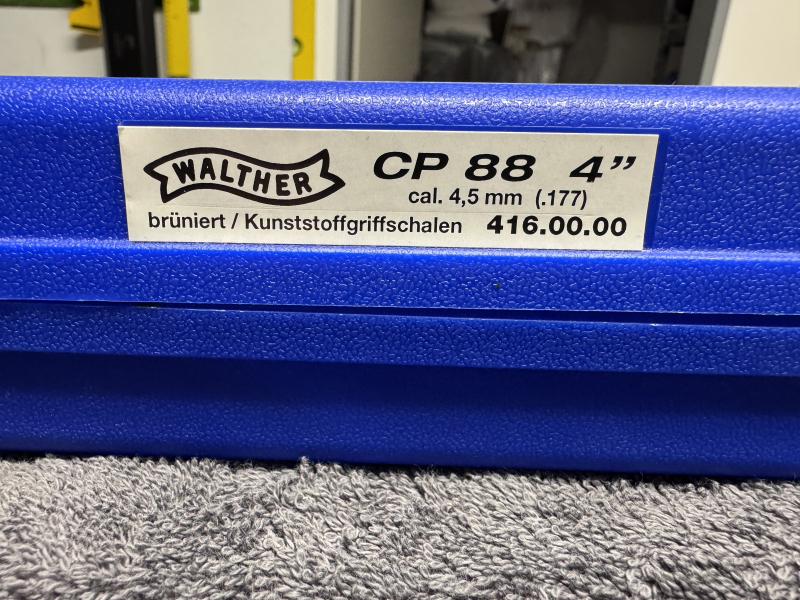 WALTHER
CP 88 4”
cal. 4,5 mm (.177)
brüniert / Kunststoffgriffschalen 416.00.00